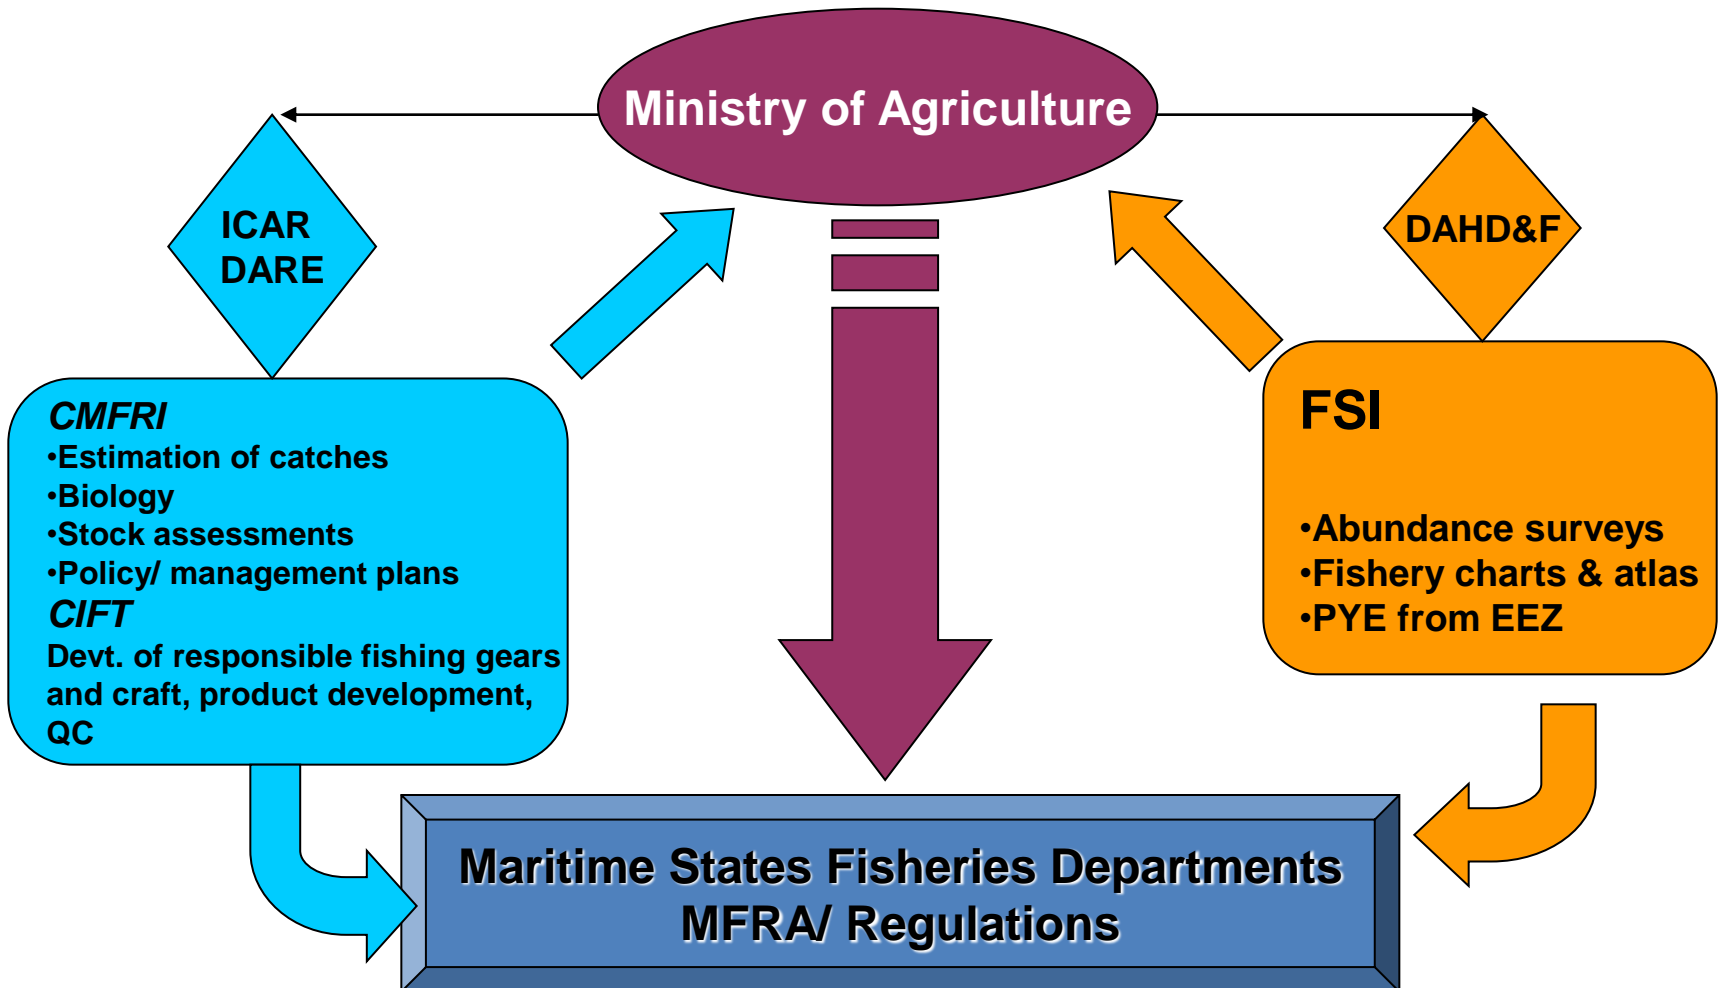 Ministry of Agriculture
ICAR
DARE
DAHD&F
CMFRI
•Estimation of catches
•Biology
•Stock assessments
•Policy/ management plans
CIFT
Devt. of responsible fishing gears
and craft, product development,
QC
FSI
•Abundance surveys
•Fishery charts & atlas
•PYE from EEZ
Maritime States Fisheries Departments
MFRA/ Regulations